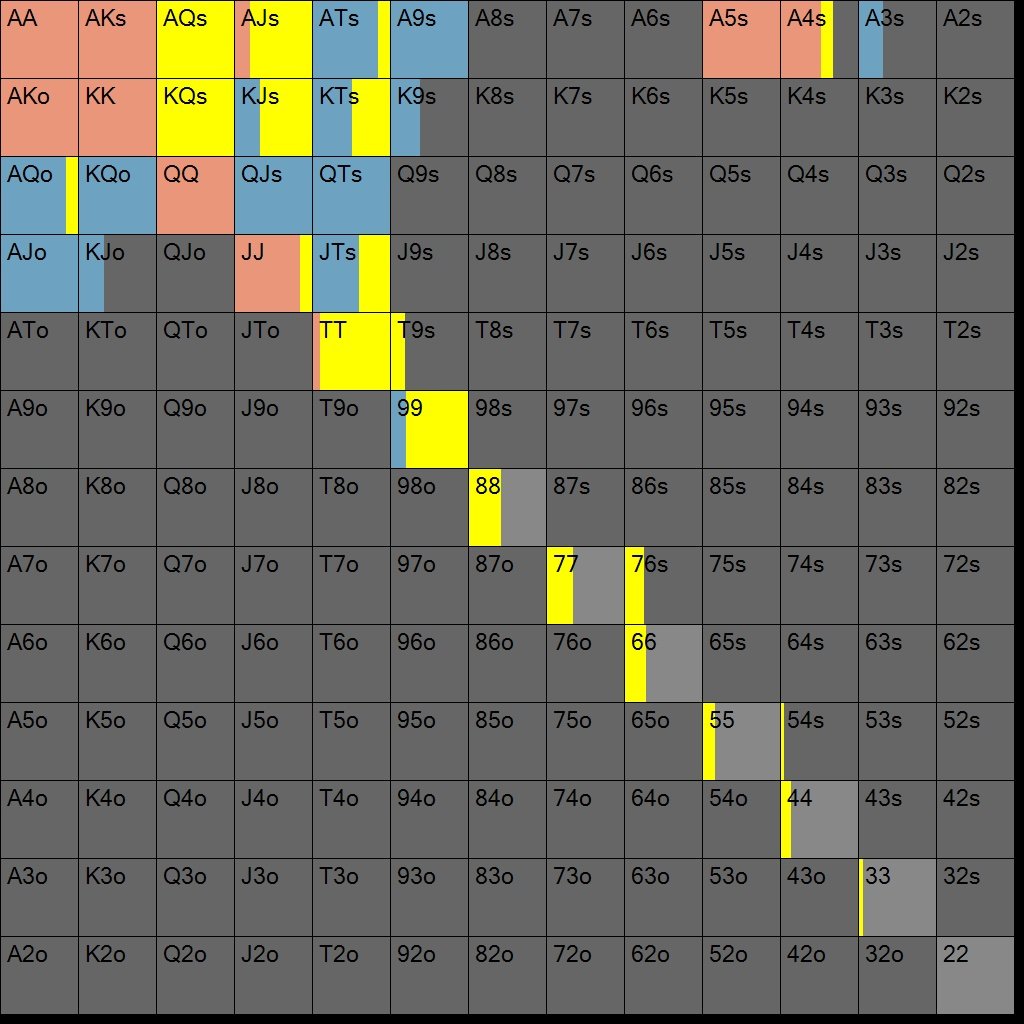 AA AKs AQs AJs ATs A9s A8s A7s A6s A5s A4s A3s A2s
AKo KK KQs KJs KTs K9s K8s K7s K6s K5s K4s K3s K2s
AQo KQo QQ QJs QTs Q9s Q8s Q7s Q6s Q5s Q4s Q3s Q2s
AJo KJo QJo JJ JTs J9s J8s J7s J6s J5s J4s J3s J2s
ATo KTo QTo JTo TT T9s T8s T7s T6s T5s T4s T3s T2s
A9o K9o Q9o J9o T9o 99 98s 97s 96s 95s 94s 93s 92s
A8o K8o Q8o J8o T8o 98o 88 87s 86s 85s 84s 83s 82s
A7o K7o Q7o J7o T7o 97o 87o 77 76s 75s 74s 73s 72s
A6o K6o Q6o J6o T6o 96o 86o 76o 66 65s 64s 63s 62s
A5o K5o Q5o J5o T5o 95o 85o 75o 65o 55 54s 53s 52s
A4o K4o Q4o J4o T4o 94o 84o 74o 64o 54o 44 43s 42s
A3o K3o Q3o J3o T3o 93o 83o 73o 63o 53o 43o 33 32s
A2o K2o Q2o J2o T2o 92o 82o 72o 62o 52o 42o 32o 22